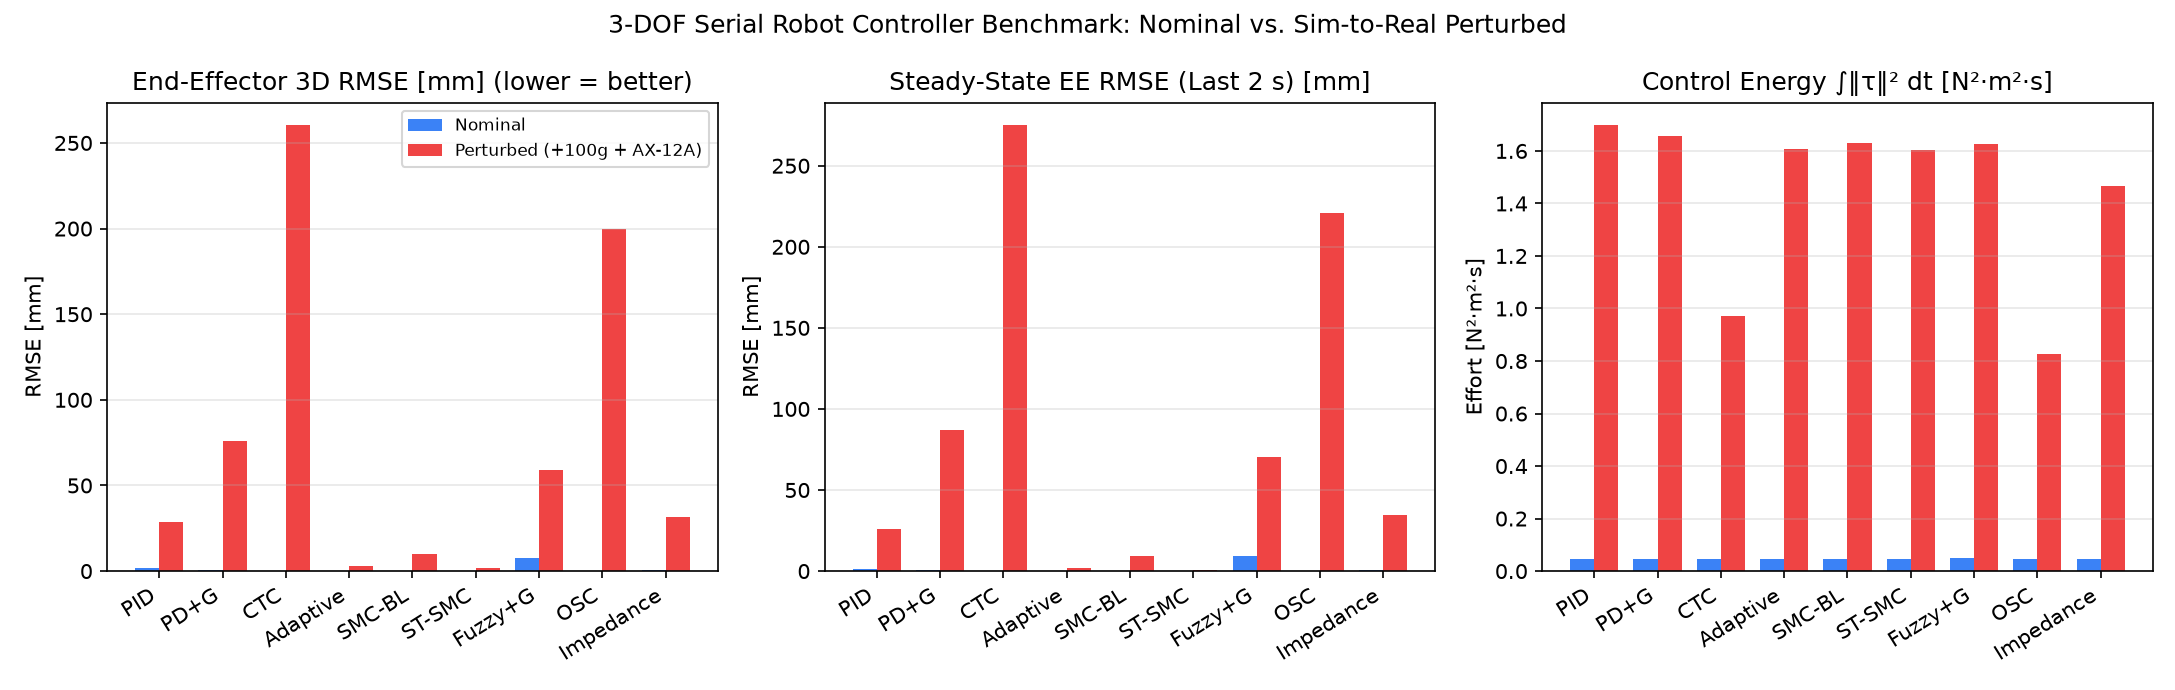 3-DOF Serial Robot Controller Benchmark: Nominal vs. Sim-to-Real Perturbed
End-Effector 3D RMSE [mm] (lower = better)
RMSE [mm]
250
200
150
100
50
0
Nominal
Perturbed (+100g + AX-12A)
PID
PD+G
CTC
Adaptive
SMC-BL
ST-SMC
Fuzzy+G
OSC
Impedance
Steady-State EE RMSE (Last 2 s) [mm]
RMSE [mm]
250
200
150
100
50
0
PID
PD+G
CTC
Adaptive
SMC-BL
ST-SMC
Fuzzy+G
OSC
Impedance
Control Energy ∫‖τ‖² dt [N²·m²·s]
Effort [N²·m²·s]
1.6
1.4
1.2
1.0
0.8
0.6
0.4
0.2
0.0
PID
PD+G
CTC
Adaptive
SMC-BL
ST-SMC
Fuzzy+G
OSC
Impedance